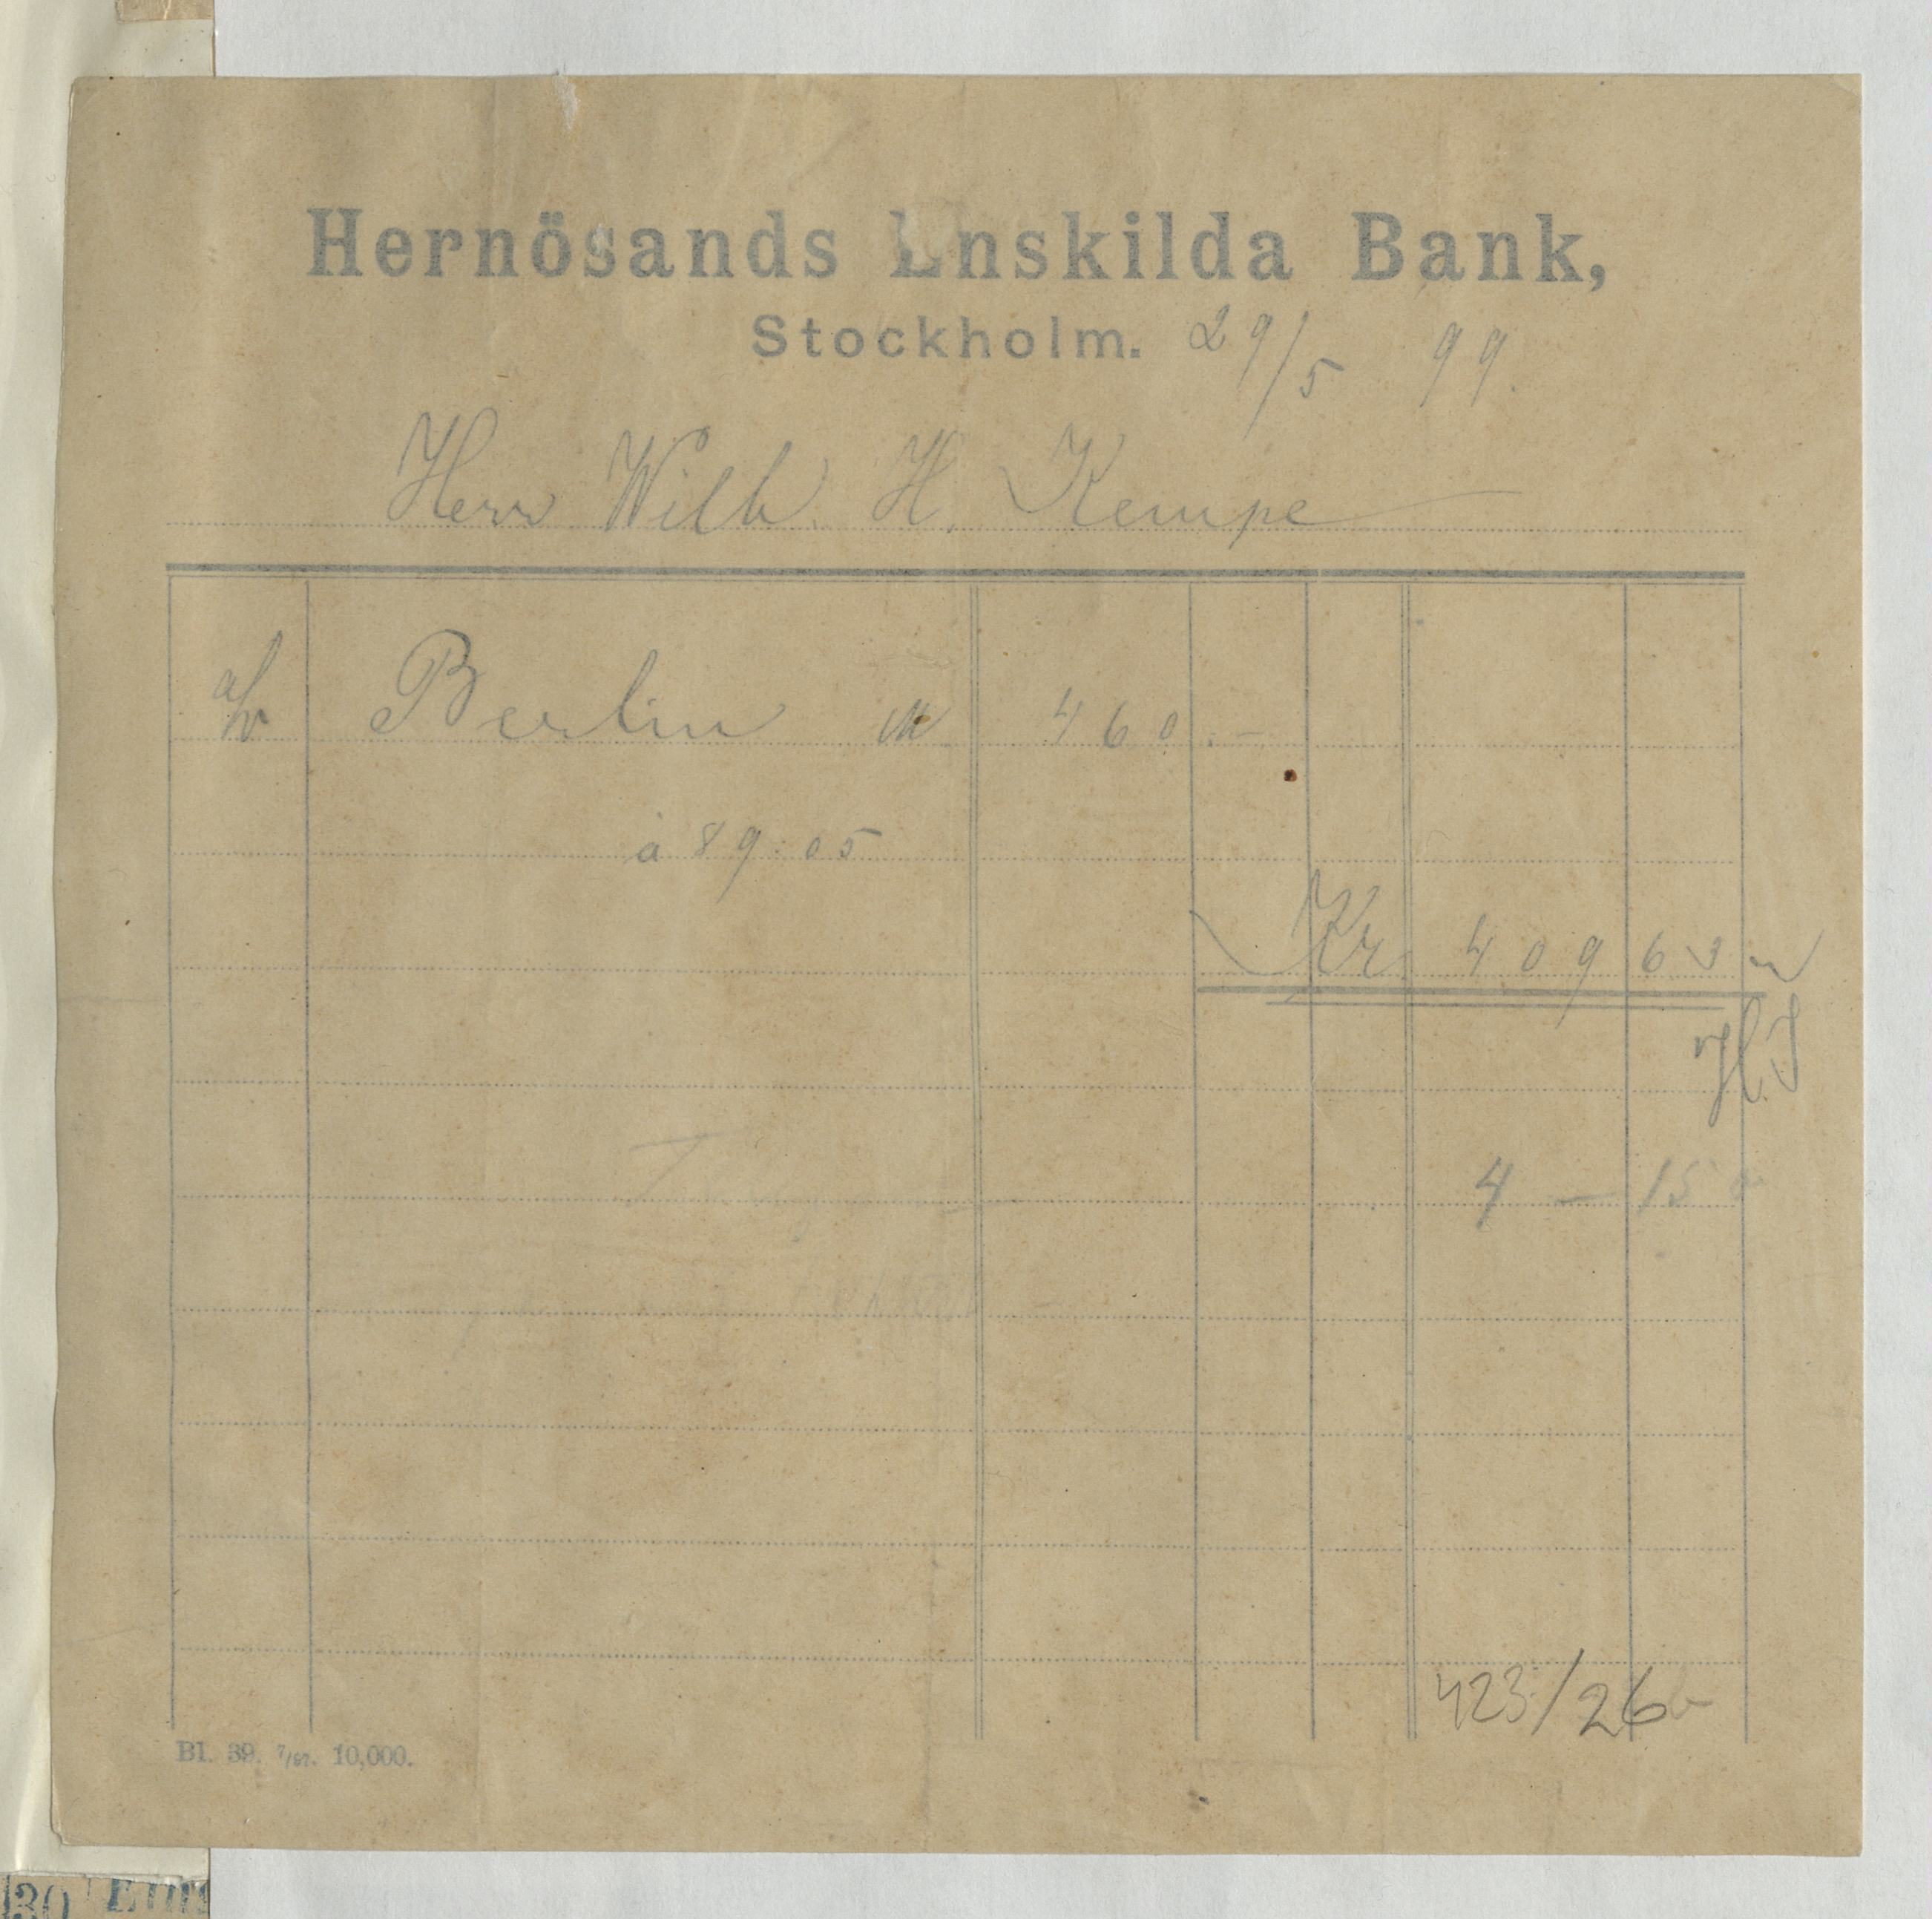 Hernösands Enskilda Bank,
Stockholm. 29/5 99.
Herr Wilh. H. Kempe
a/v Berlin M 460.-
à 89:05
Kr. 409 63
4 - 15
423/26
Bl. 39. 7/97. 10,000.
30